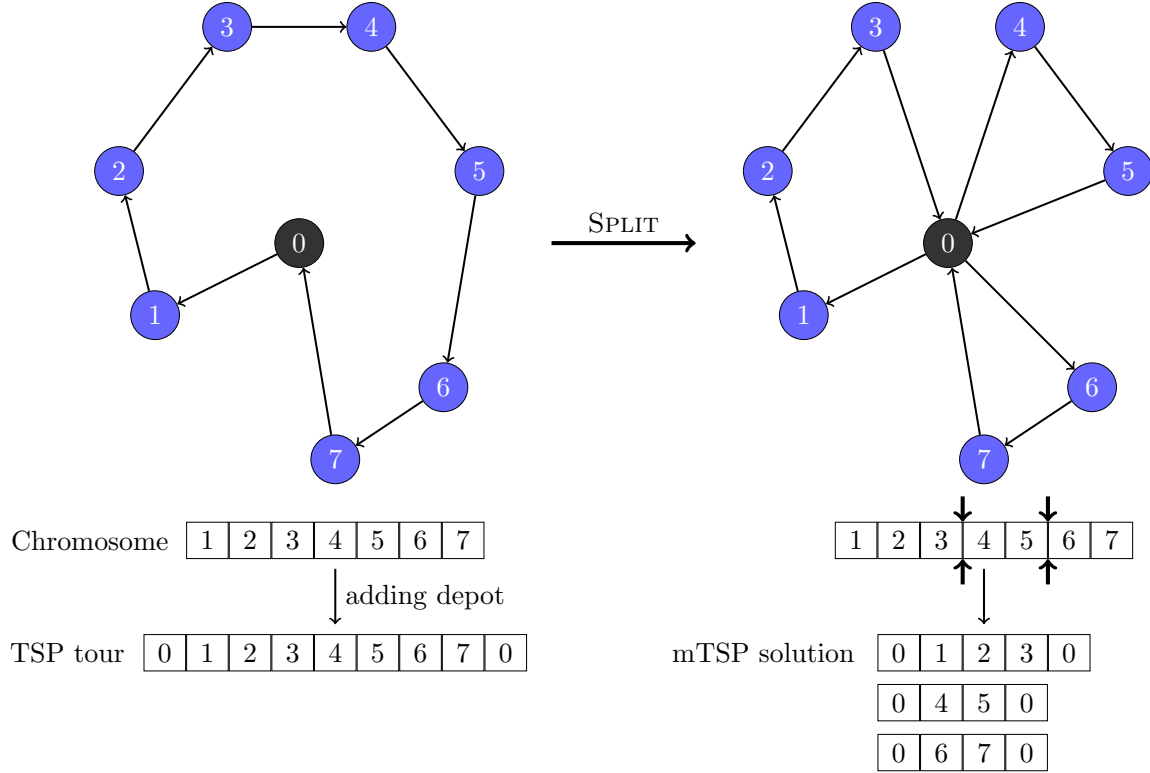 3 4 3 4
2 5 2 5
0 SPLIT 0
1 1
6 6
7 7
Chromosome 1 2 3 4 5 6 7 1 2 3 4 5 6 7
adding depot
TSP tour 0 1 2 3 4 5 6 7 0 mTSP solution 0 1 2 3 0
0 4 5 0
0 6 7 0